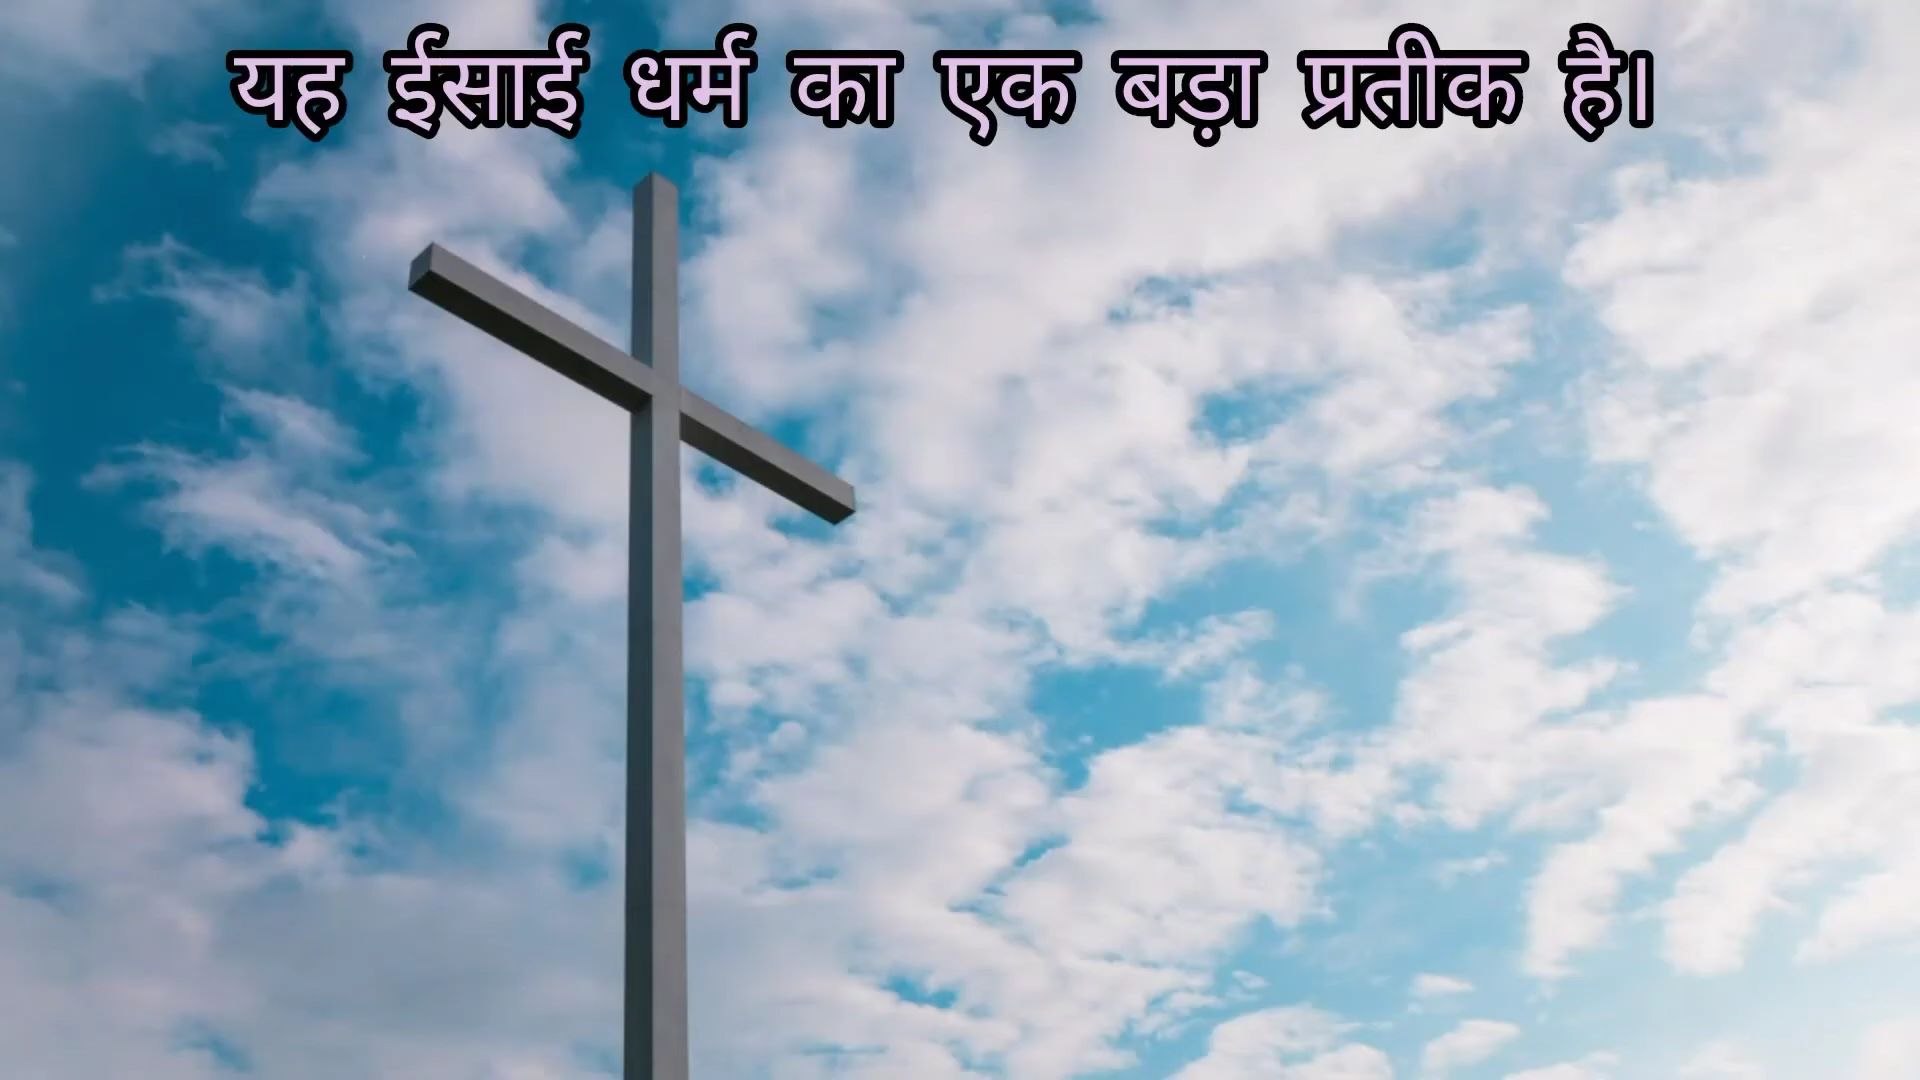 यह ईसाई धर्म का एक बड़ा प्रतीक है।